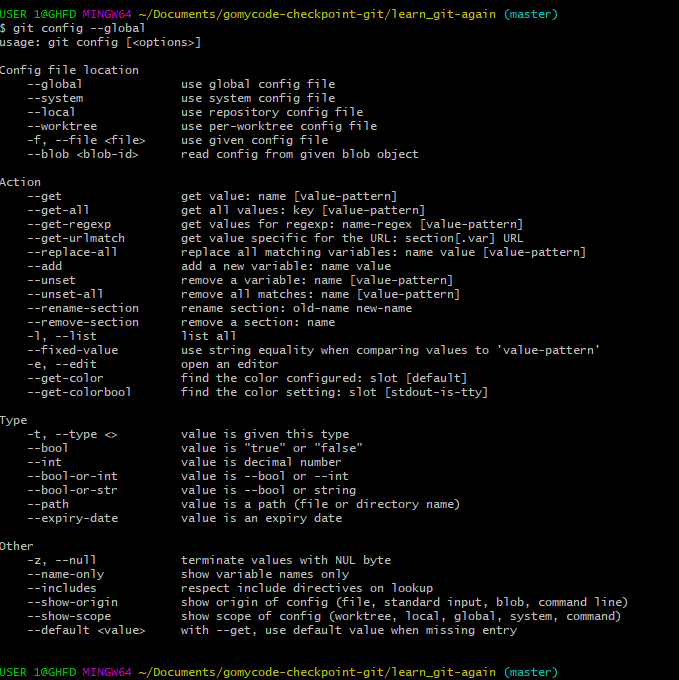 USER 1@GHFD MINGW64 ~/Documents/gomycode-checkpoint-git/learn_git-again (master)
$ git config --global
usage: git config [<options>]

Config file location
    --global              use global config file
    --system              use system config file
    --local               use repository config file
    --worktree            use per-worktree config file
    -f, --file <file>     use given config file
    --blob <blob-id>      read config from given blob object

Action
    --get                 get value: name [value-pattern]
    --get-all             get all values: key [value-pattern]
    --get-regexp          get values for regexp: name-regex [value-pattern]
    --get-urlmatch        get value specific for the URL: section[.var] URL
    --replace-all         replace all matching variables: name value [value-pattern]
    --add                 add a new variable: name value
    --unset               remove a variable: name [value-pattern]
    --unset-all           remove all matches: name [value-pattern]
    --rename-section      rename section: old-name new-name
    --remove-section      remove a section: name
    -l, --list            list all
    --fixed-value         use string equality when comparing values to 'value-pattern'
    -e, --edit            open an editor
    --get-color           find the color configured: slot [default]
    --get-colorbool       find the color setting: slot [stdout-is-tty]

Type
    -t, --type <>         value is given this type
    --bool                value is "true" or "false"
    --int                 value is decimal number
    --bool-or-int         value is --bool or --int
    --bool-or-str         value is --bool or string
    --path                value is a path (file or directory name)
    --expiry-date         value is an expiry date

Other
    -z, --null            terminate values with NUL byte
    --name-only           show variable names only
    --includes            respect include directives on lookup
    --show-origin         show origin of config (file, standard input, blob, command line)
    --show-scope          show scope of config (worktree, local, global, system, command)
    --default <value>     with --get, use default value when missing entry

USER 1@GHFD MINGW64 ~/Documents/gomycode-checkpoint-git/learn_git-again (master)